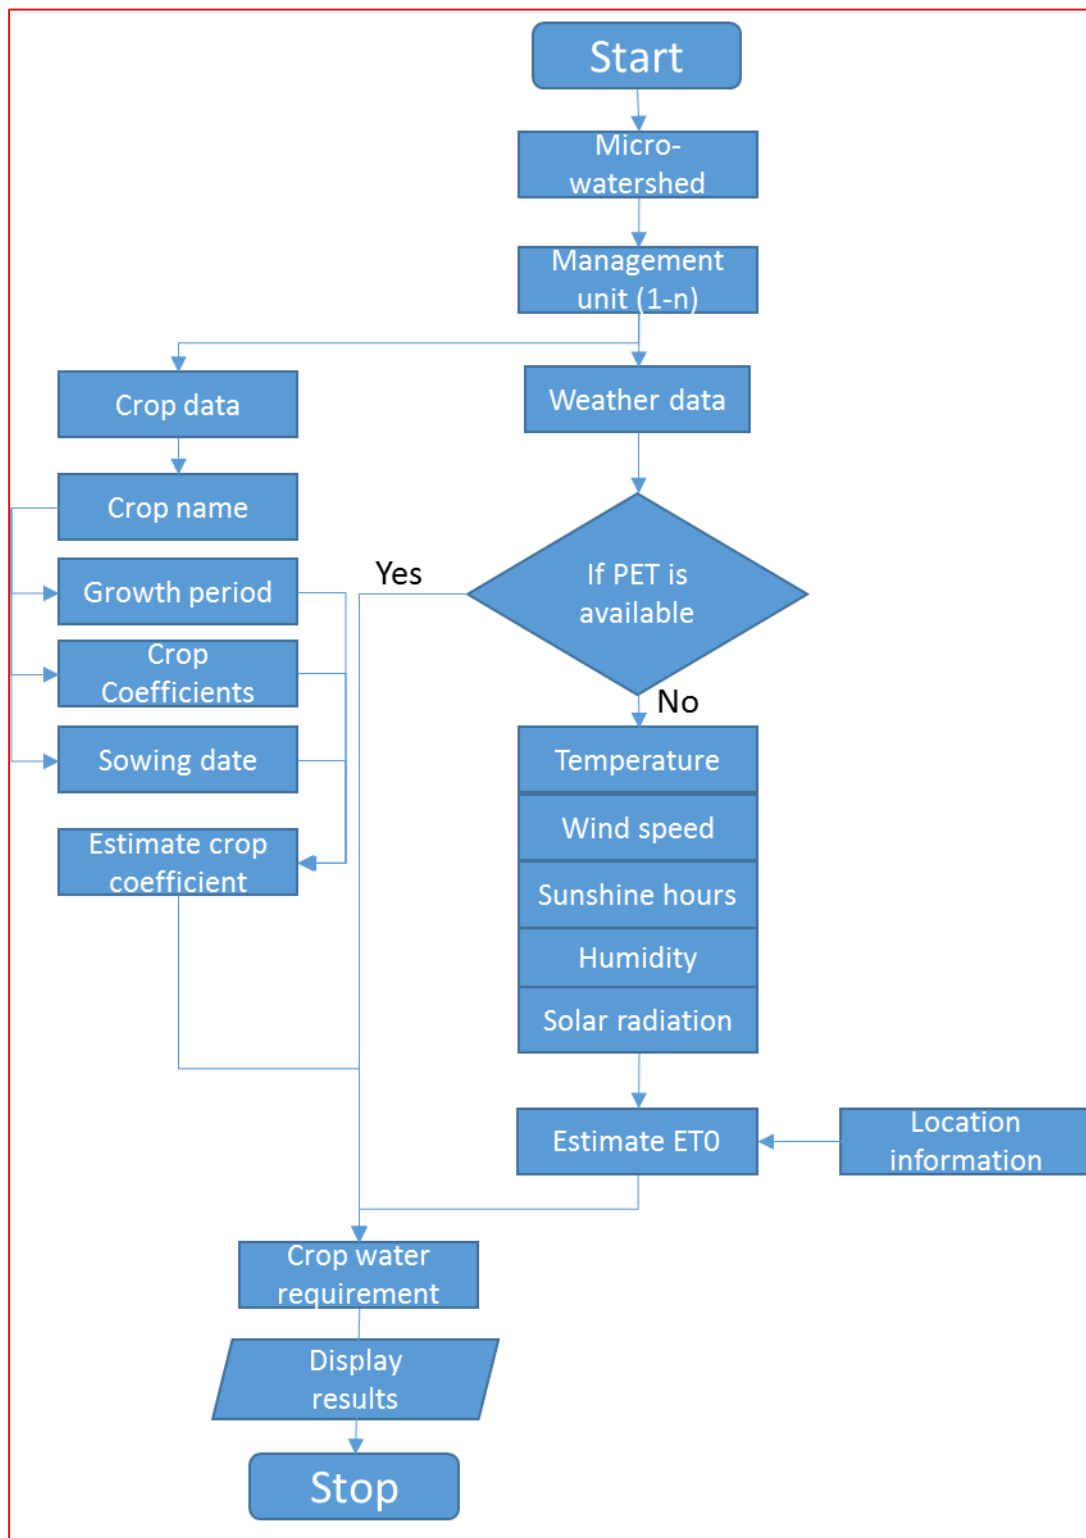 Start
Micro-
watershed
Management
unit (1-n)
Crop data
Weather data
Crop name
Yes
If PET is
available
Growth period
Crop
Coefficients
No
Sowing date
Temperature
Wind speed
Estimate crop
coefficient
Sunshine hours
Humidity
Solar radiation
Estimate ET0
Location
information
Crop water
requirement
Display
results
Stop